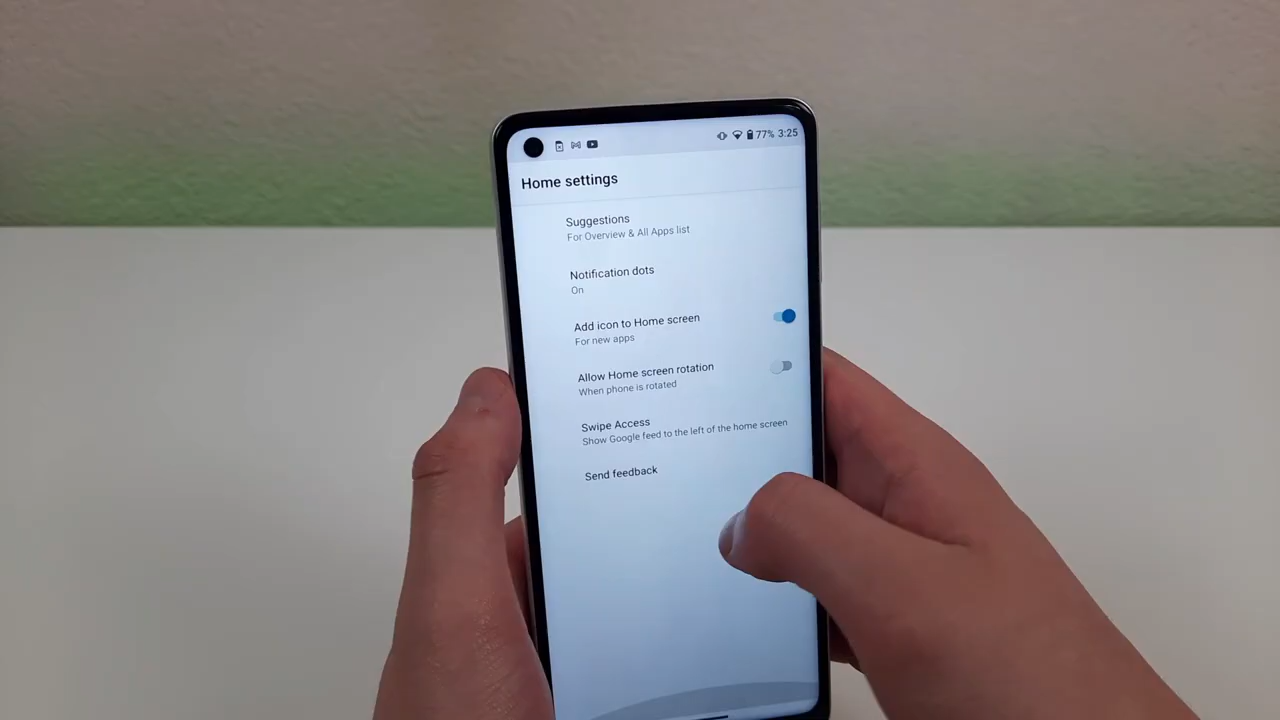 77% 3:25
Home settings
Suggestions
For Overview & All Apps list
Notification dots
On
Add icon to Home screen
For new apps
Allow Home screen rotation
When phone is rotated
Swipe Access
Show Google feed to the left of the home screen
Send feedback